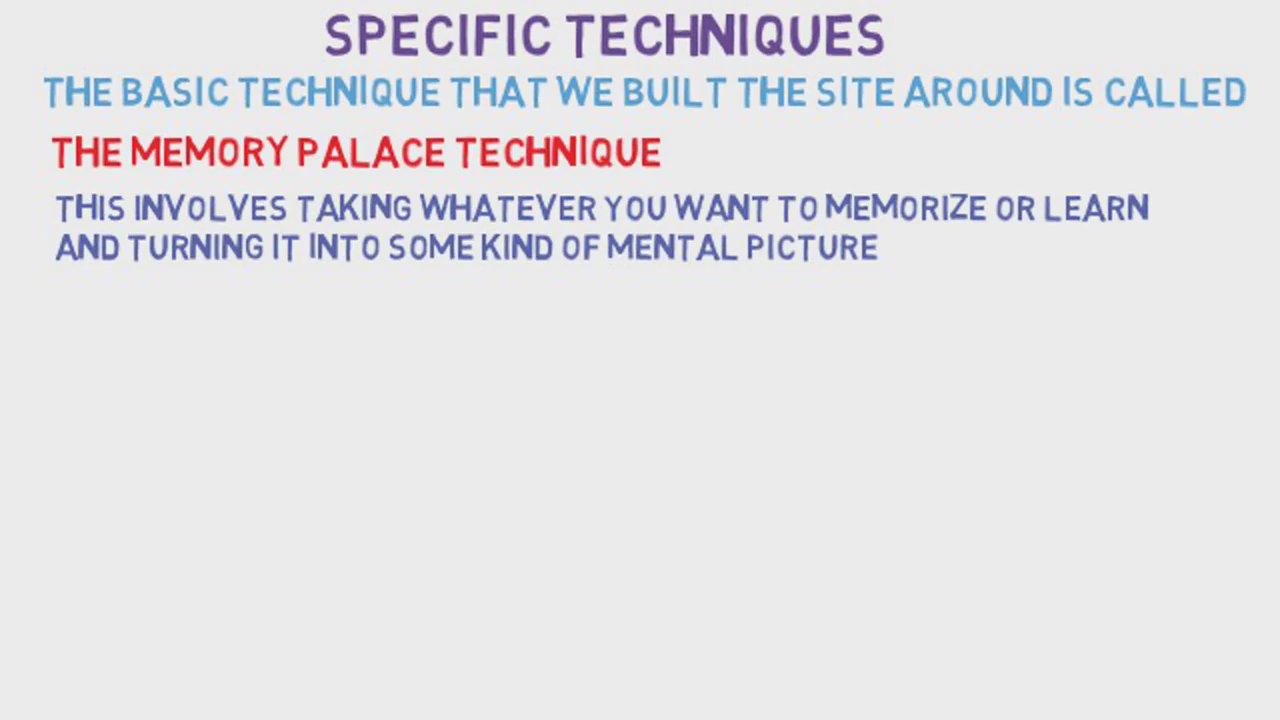 SPECIFIC TECHNIQUES
THE BASIC TECHNIQUE THAT WE BUILT THE SITE AROUND IS CALLED
THE MEMORY PALACE TECHNIQUE
THIS INVOLVES TAKING WHATEVER YOU WANT TO MEMORIZE OR LEARN
AND TURNING IT INTO SOME KIND OF MENTAL PICTURE